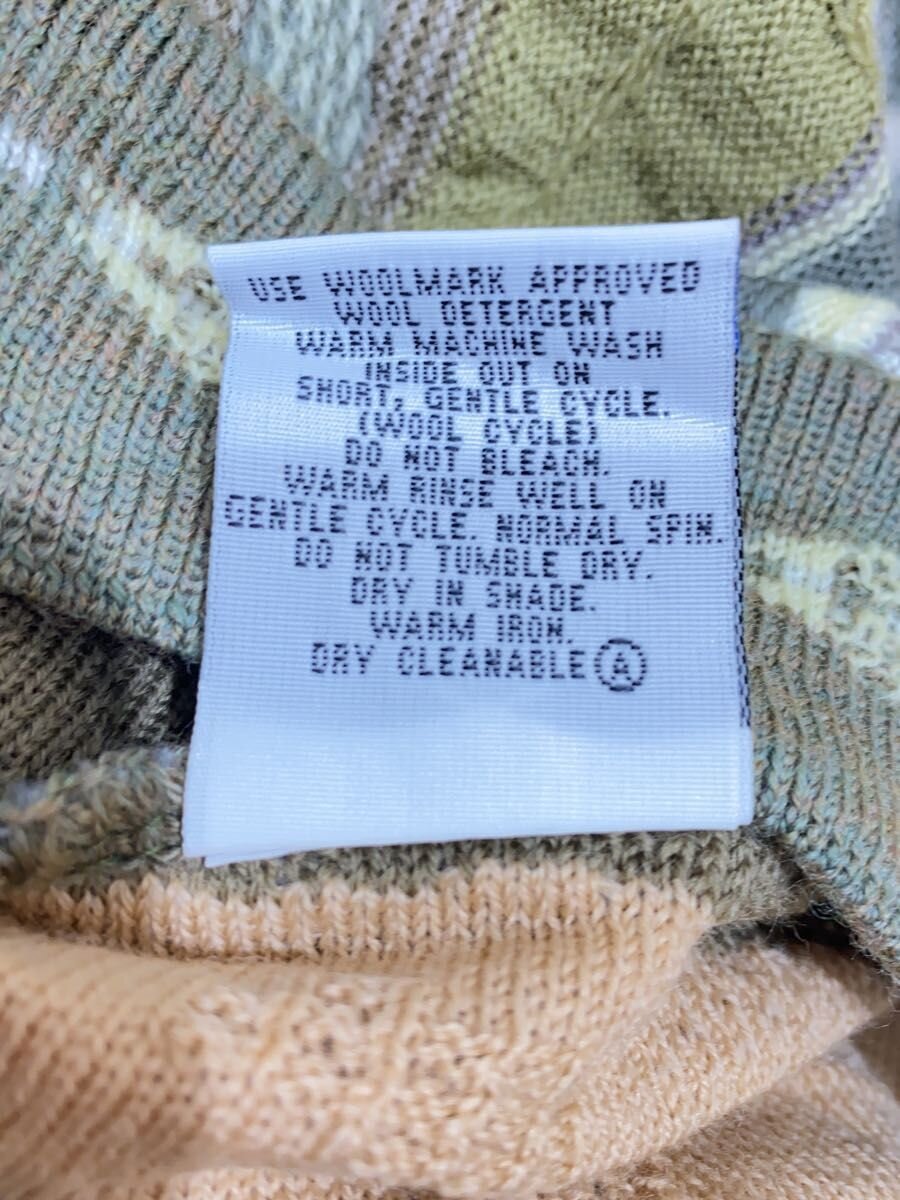 USE WOOLMARK APPROVED
WOOL DETERGENT
WARM MACHINE WASH
INSIDE OUT ON
SHORT, GENTLE CYCLE.
(WOOL CYCLE)
DO NOT BLEACH.
WARM RINSE WELL ON
GENTLE CYCLE. NORMAL SPIN.
DO NOT TUMBLE DRY.
DRY IN SHADE.
WARM IRON.
DRY CLEANABLE Ⓐ